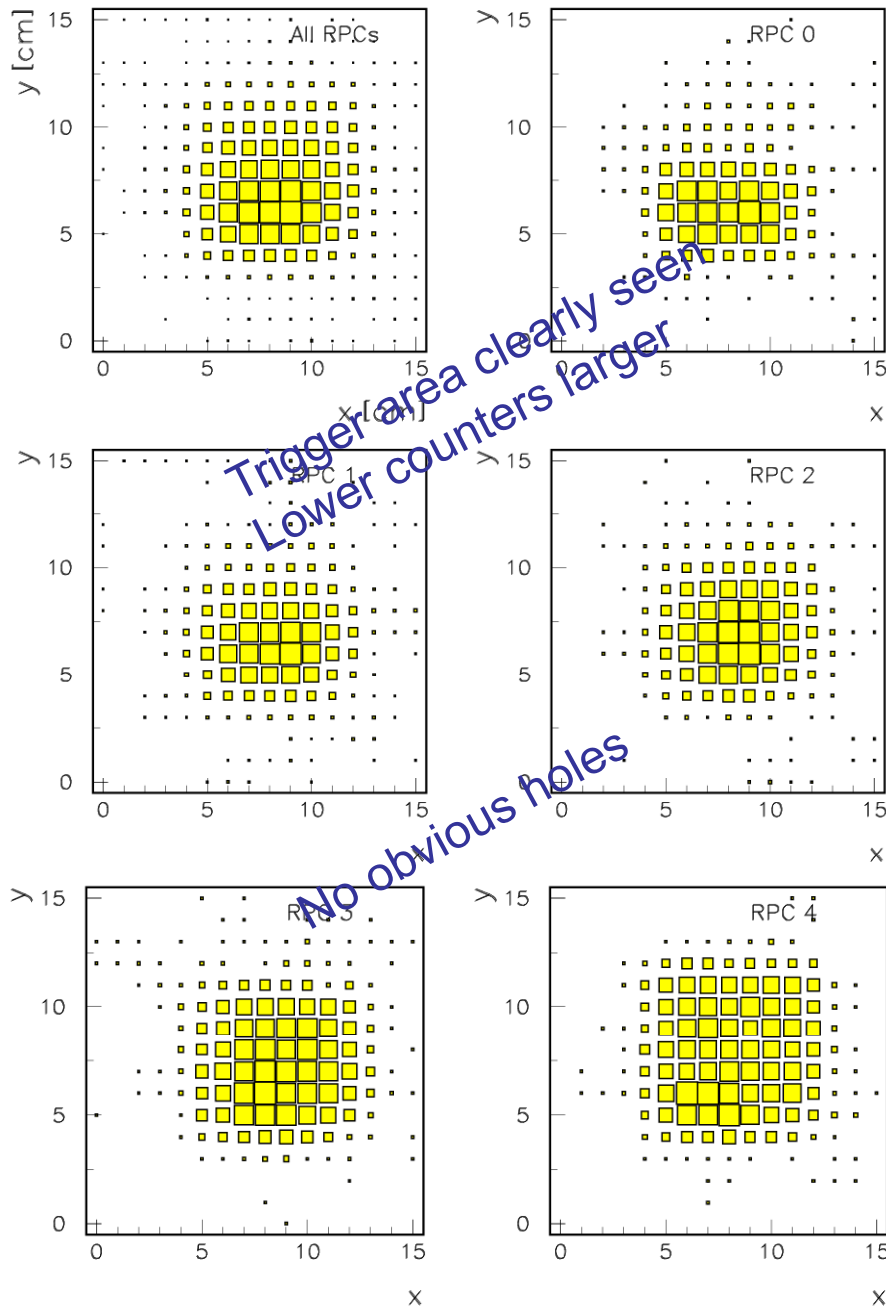 All RPCs
y [cm]
15
10
5
0
0 5 10 15
x [cm]
RPC 0
y
15
10
5
0
0 5 10 15
x
Trigger area clearly seen
Lower counters larger
RPC 1
y
15
10
5
0
0 5 10 15
x
RPC 2
y
15
10
5
0
0 5 10 15
x
No obvious holes
RPC 3
y
15
10
5
0
0 5 10 15
x
RPC 4
y
15
10
5
0
0 5 10 15
x